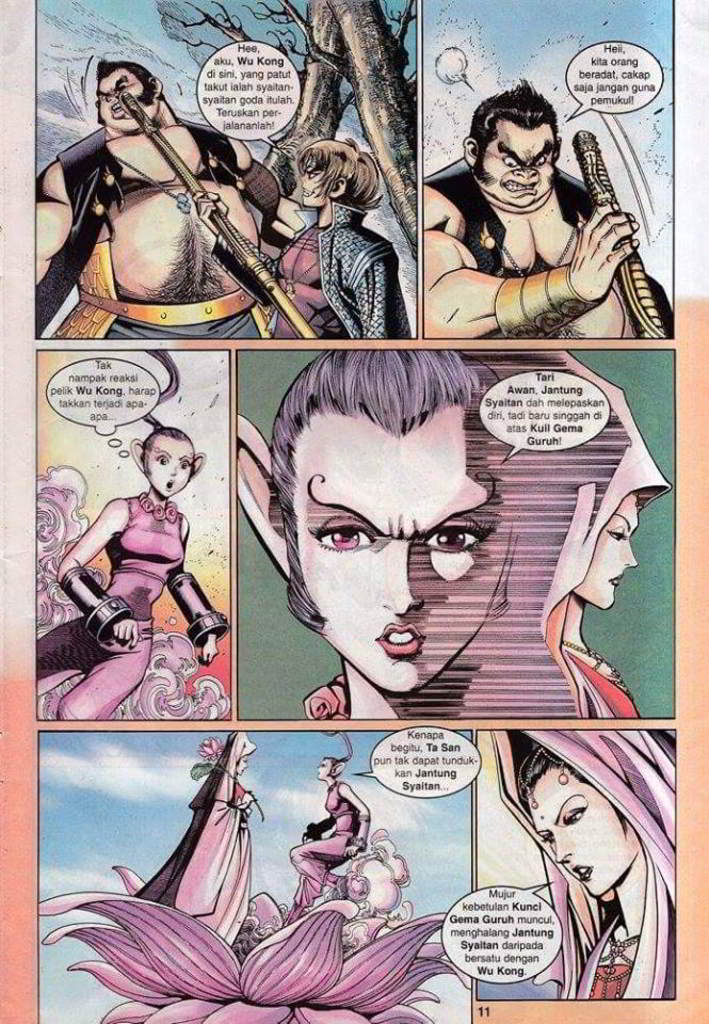 Hee,
aku, Wu Kong
di sini, yang patut
takut ialah syaitan-
syaitan goda itulah.
Teruskan per-
jalananlah!
Heii,
kita orang
beradat, cakap
saja jangan guna
pemukul!
Tak
nampak reaksi
pelik Wu Kong, harap
takkan terjadi apa-
apa...
Tari
Awan, Jantung
Syaitan dah melepaskan
diri, tadi baru singgah di
atas Kuil Gema
Guruh!
Kenapa
begitu, Ta San
pun tak dapat tunduk-
kan Jantung
Syaitan...
Mujur
kebetulan Kunci
Gema Guruh muncul,
menghalang Jantung
Syaitan daripada
bersatu dengan
Wu Kong.
11